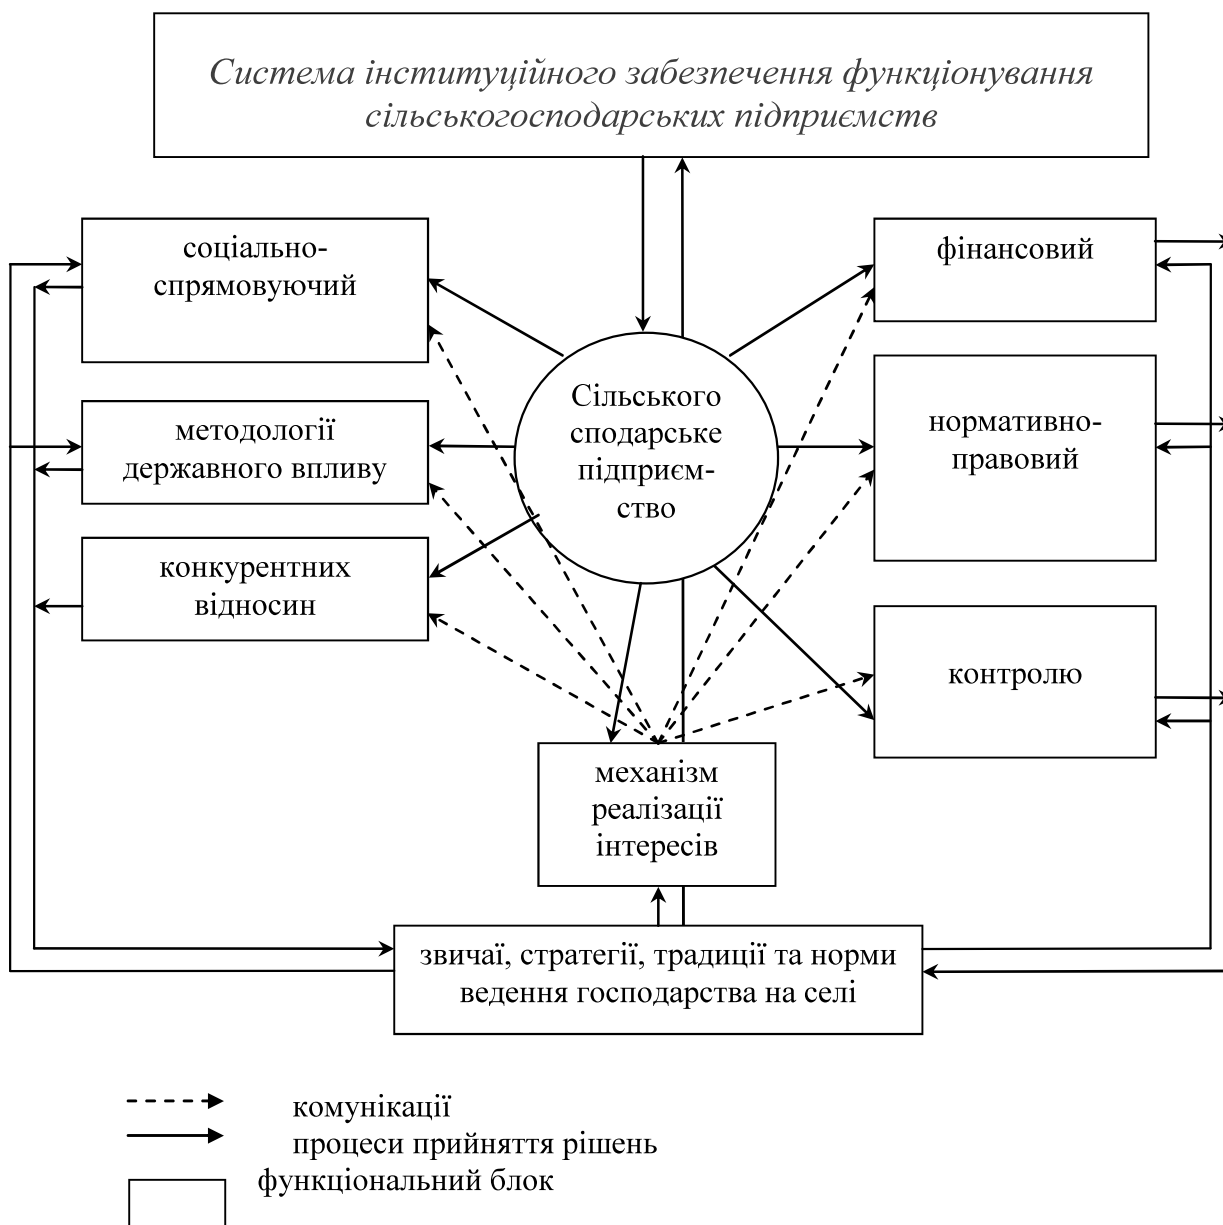 Система інституційного забезпечення функціонування
сільськогосподарських підприємств
соціально-
спрямовуючий
методології
державного впливу
конкурентних
відносин
Сільського
сподарське
підприєм-
ство
фінансовий
нормативно-
правовий
контролю
механізм
реалізації
інтересів
звичаї, стратегії, традиції та норми
ведення господарства на селі
комунікації
процеси прийняття рішень
функціональний блок